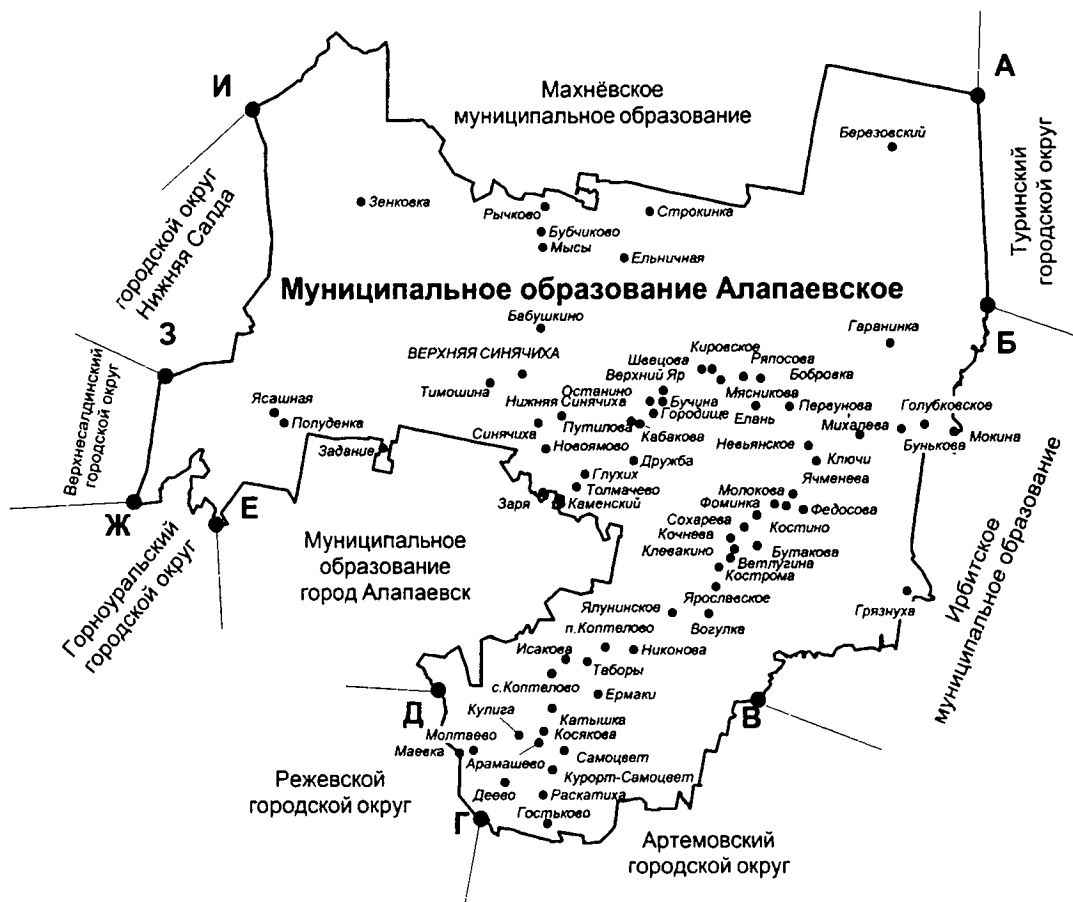 И
А
Махнёвское
муниципальное образование
Березовский
Туринский
городской округ
городской округ
Нижняя Салда
Зенковка
Рычково
Строкинка
Бубчиково
Мысы
Ельничная
Муниципальное образование Алапаевское
Б
З
Бабушкино
Гаранинка
ВЕРХНЯЯ СИНЯЧИХА
Кировское
Швецова
Ряпосова
Верхний Яр
Бобровка
Тимошина
Останино
Мясникова
Верхнесалдинский
городской округ
Ясашная
Нижняя Синячиха
Бучина
Елань
Первунова
Голубковское
Полуденка
Городище
Путилова
Михалева
Синячиха
Кабакова
Невьянское
Бунькова
Мокина
Задание
Новоямово
Дружба
Ключи
Глухих
Ячменева
Толмачево
Молокова
Заря
В.Каменский
Фоминка
Федосова
Ж
Е
Сохарева
Костино
Кочнева
Муниципальное
образование
город Алапаевск
Клевакино
Бутакова
Ветлугина
Кострома
Горноуральский
городской округ
Ярославское
Грязнуха
Ирбитское
муниципальное образование
Ялунинское
Вогулка
п.Коптелово
Исакова
Никонова
Таборы
с.Коптелово
Ермаки
Д
В
Кулига
Катышка
Молтаево
Косякова
Маевка
Арамашево
Самоцвет
Курорт-Самоцвет
Режевской
городской округ
Деево
Раскатиха
Г
Гостьково
Артемовский
городской округ